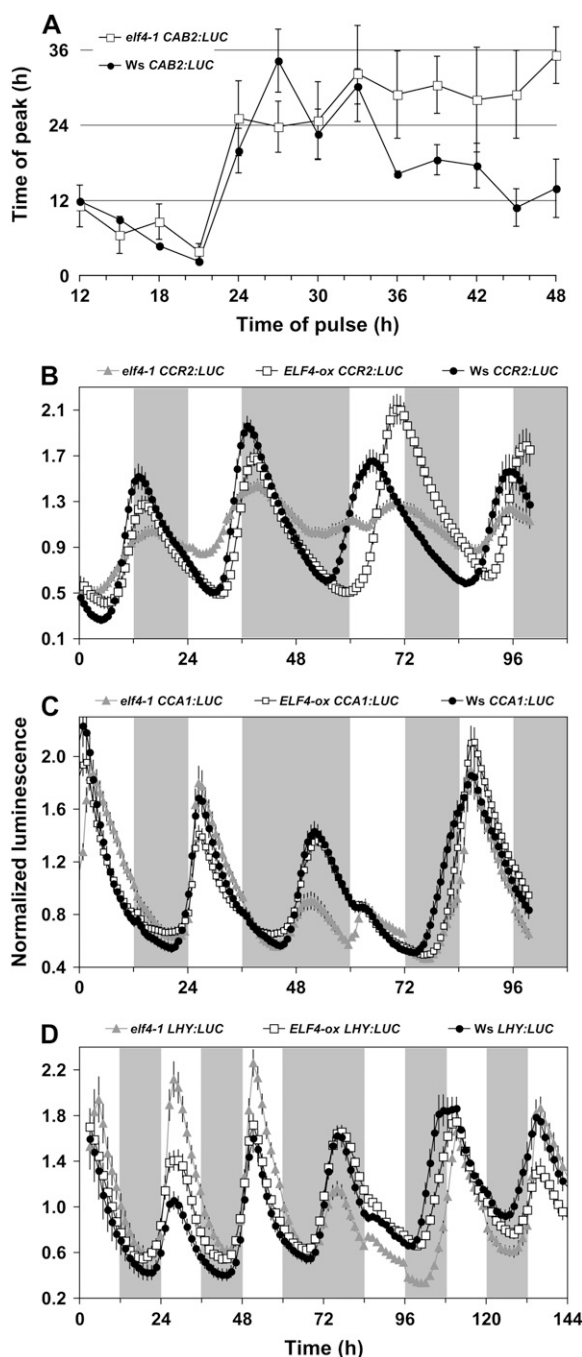 A
elf4-1 CAB2:LUC
Ws CAB2:LUC
Time of peak (h)
36
24
12
0
12 18 24 30 36 42 48
Time of pulse (h)
B
elf4-1 CCR2:LUC ELF4-ox CCR2:LUC Ws CCR2:LUC
2.1
1.7
1.3
0.9
0.5
0.1
0 24 48 72 96
C
elf4-1 CCA1:LUC ELF4-ox CCA1:LUC Ws CCA1:LUC
Normalized luminescence
2.0
1.6
1.2
0.8
0.4
0 24 48 72 96
D
elf4-1 LHY:LUC ELF4-ox LHY:LUC Ws LHY:LUC
2.2
1.8
1.4
1.0
0.6
0.2
0 24 48 72 96 120 144
Time (h)